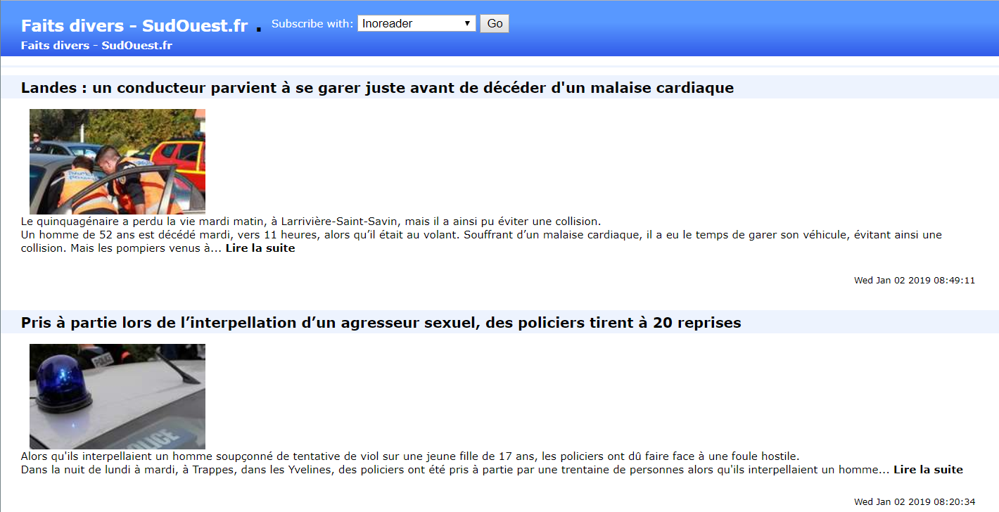 Faits divers - SudOuest.fr . Subscribe with: Inoreader ▼ Go
Faits divers - SudOuest.fr
Landes : un conducteur parvient à se garer juste avant de décéder d'un malaise cardiaque
Le quinquagénaire a perdu la vie mardi matin, à Larrivière-Saint-Savin, mais il a ainsi pu éviter une collision.
Un homme de 52 ans est décédé mardi, vers 11 heures, alors qu’il était au volant. Souffrant d’un malaise cardiaque, il a eu le temps de garer son véhicule, évitant ainsi une
collision. Mais les pompiers venus à... Lire la suite
Wed Jan 02 2019 08:49:11
Pris à partie lors de l’interpellation d’un agresseur sexuel, des policiers tirent à 20 reprises
POLICE
POLICE
Alors qu'ils interpellaient un homme soupçonné de tentative de viol sur une jeune fille de 17 ans, les policiers ont dû faire face à une foule hostile.
Dans la nuit de lundi à mardi, à Trappes, dans les Yvelines, des policiers ont été pris à partie par une trentaine de personnes alors qu'ils interpellaient un homme... Lire la suite
Wed Jan 02 2019 08:20:34